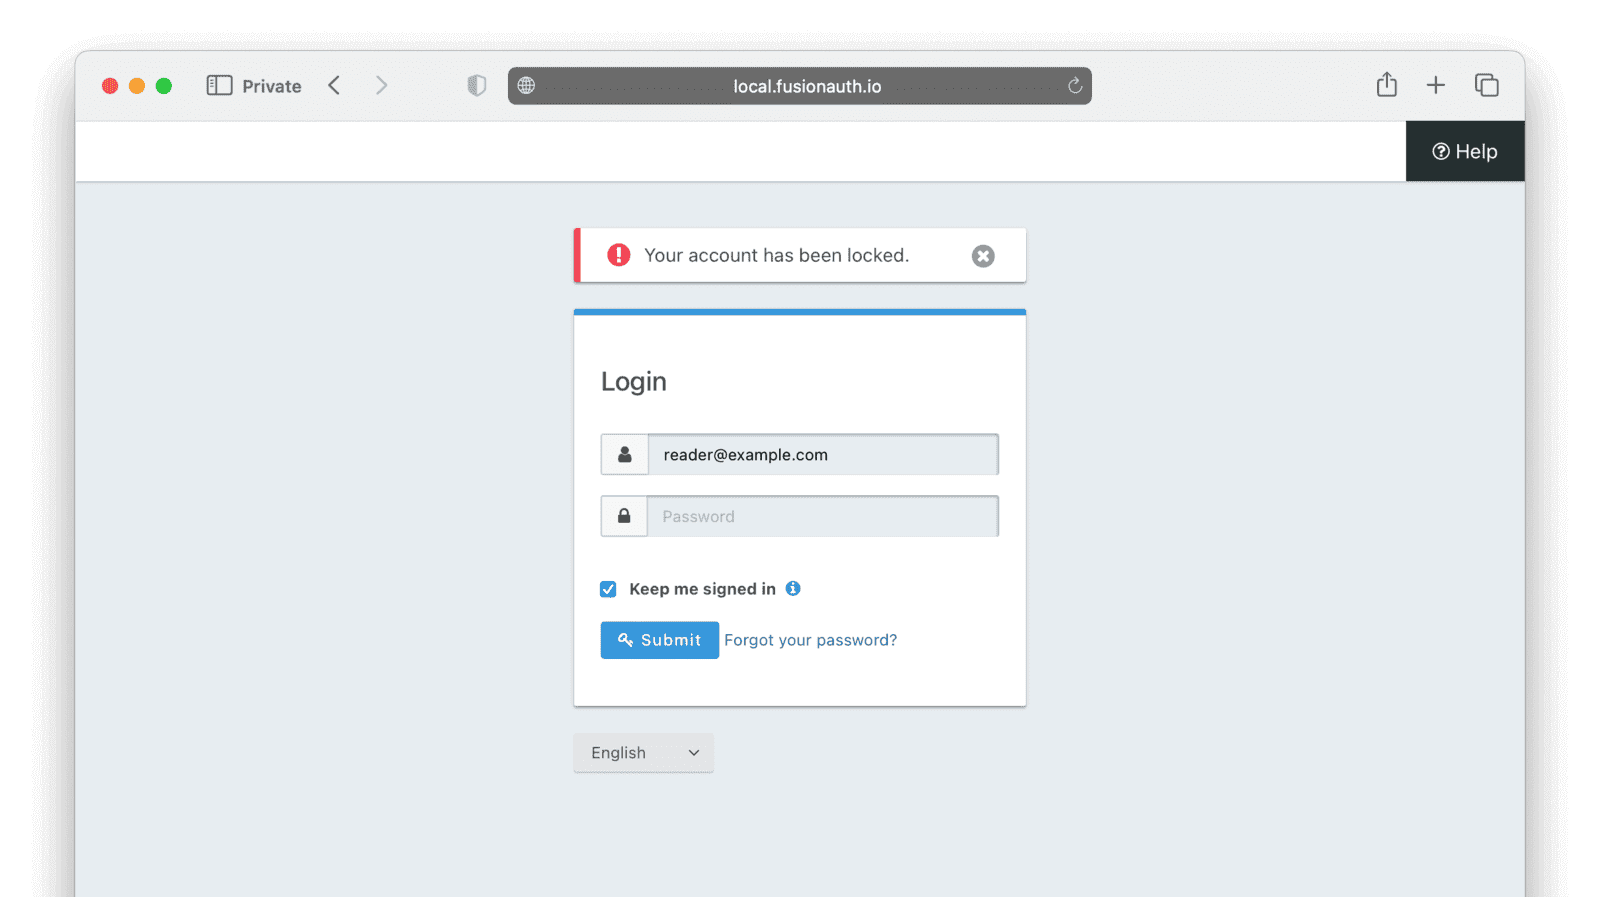 Private
local.fusionauth.io
Help
Your account has been locked.
Login
reader@example.com
Password
Keep me signed in
Submit Forgot your password?
English